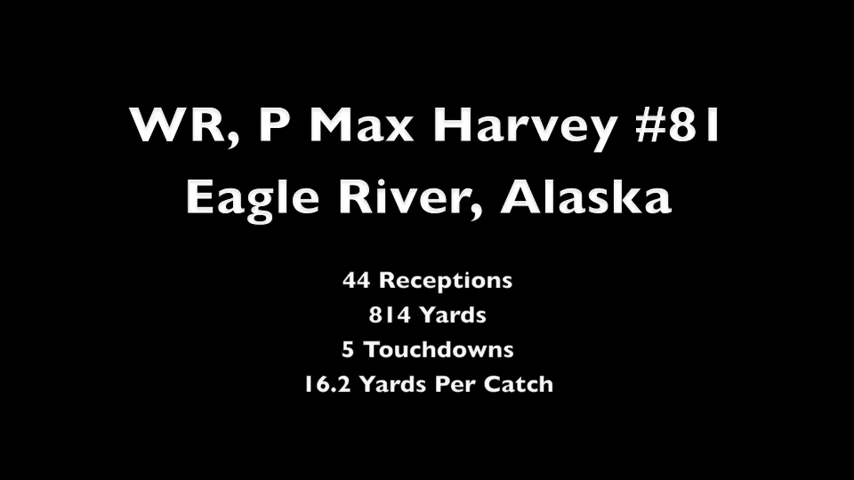 WR, P Max Harvey #81
Eagle River, Alaska
44 Receptions
814 Yards
5 Touchdowns
16.2 Yards Per Catch